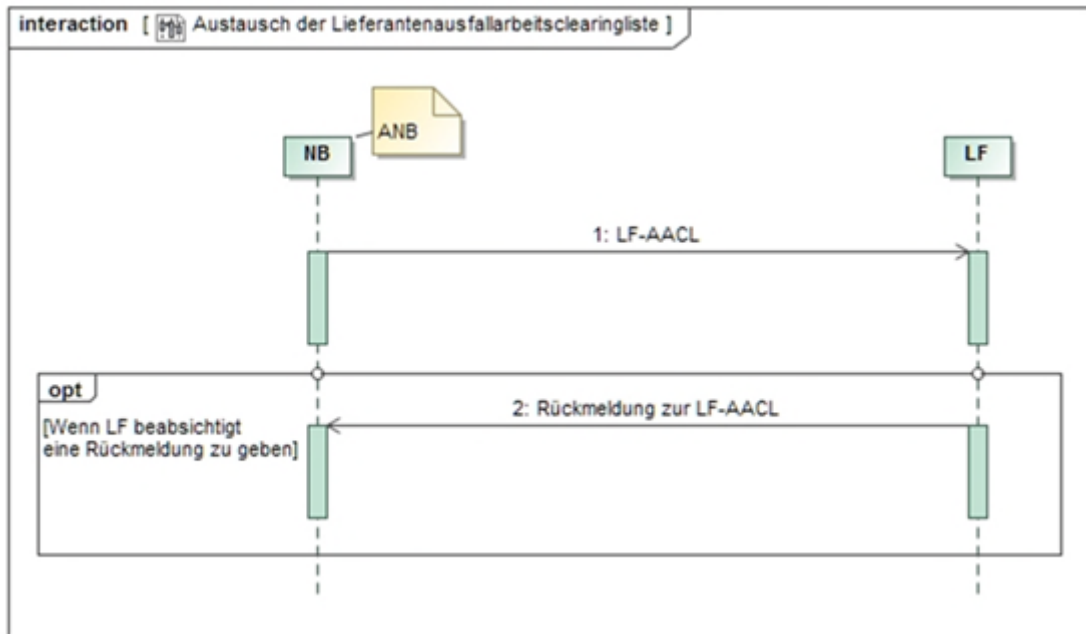 interaction [ Austausch der Lieferantenausfallarbeitsclearingliste ]
ANB
NB
LF
1: LF-AACL
opt
2: Rückmeldung zur LF-AACL
[Wenn LF beabsichtigt
eine Rückmeldung zu geben]